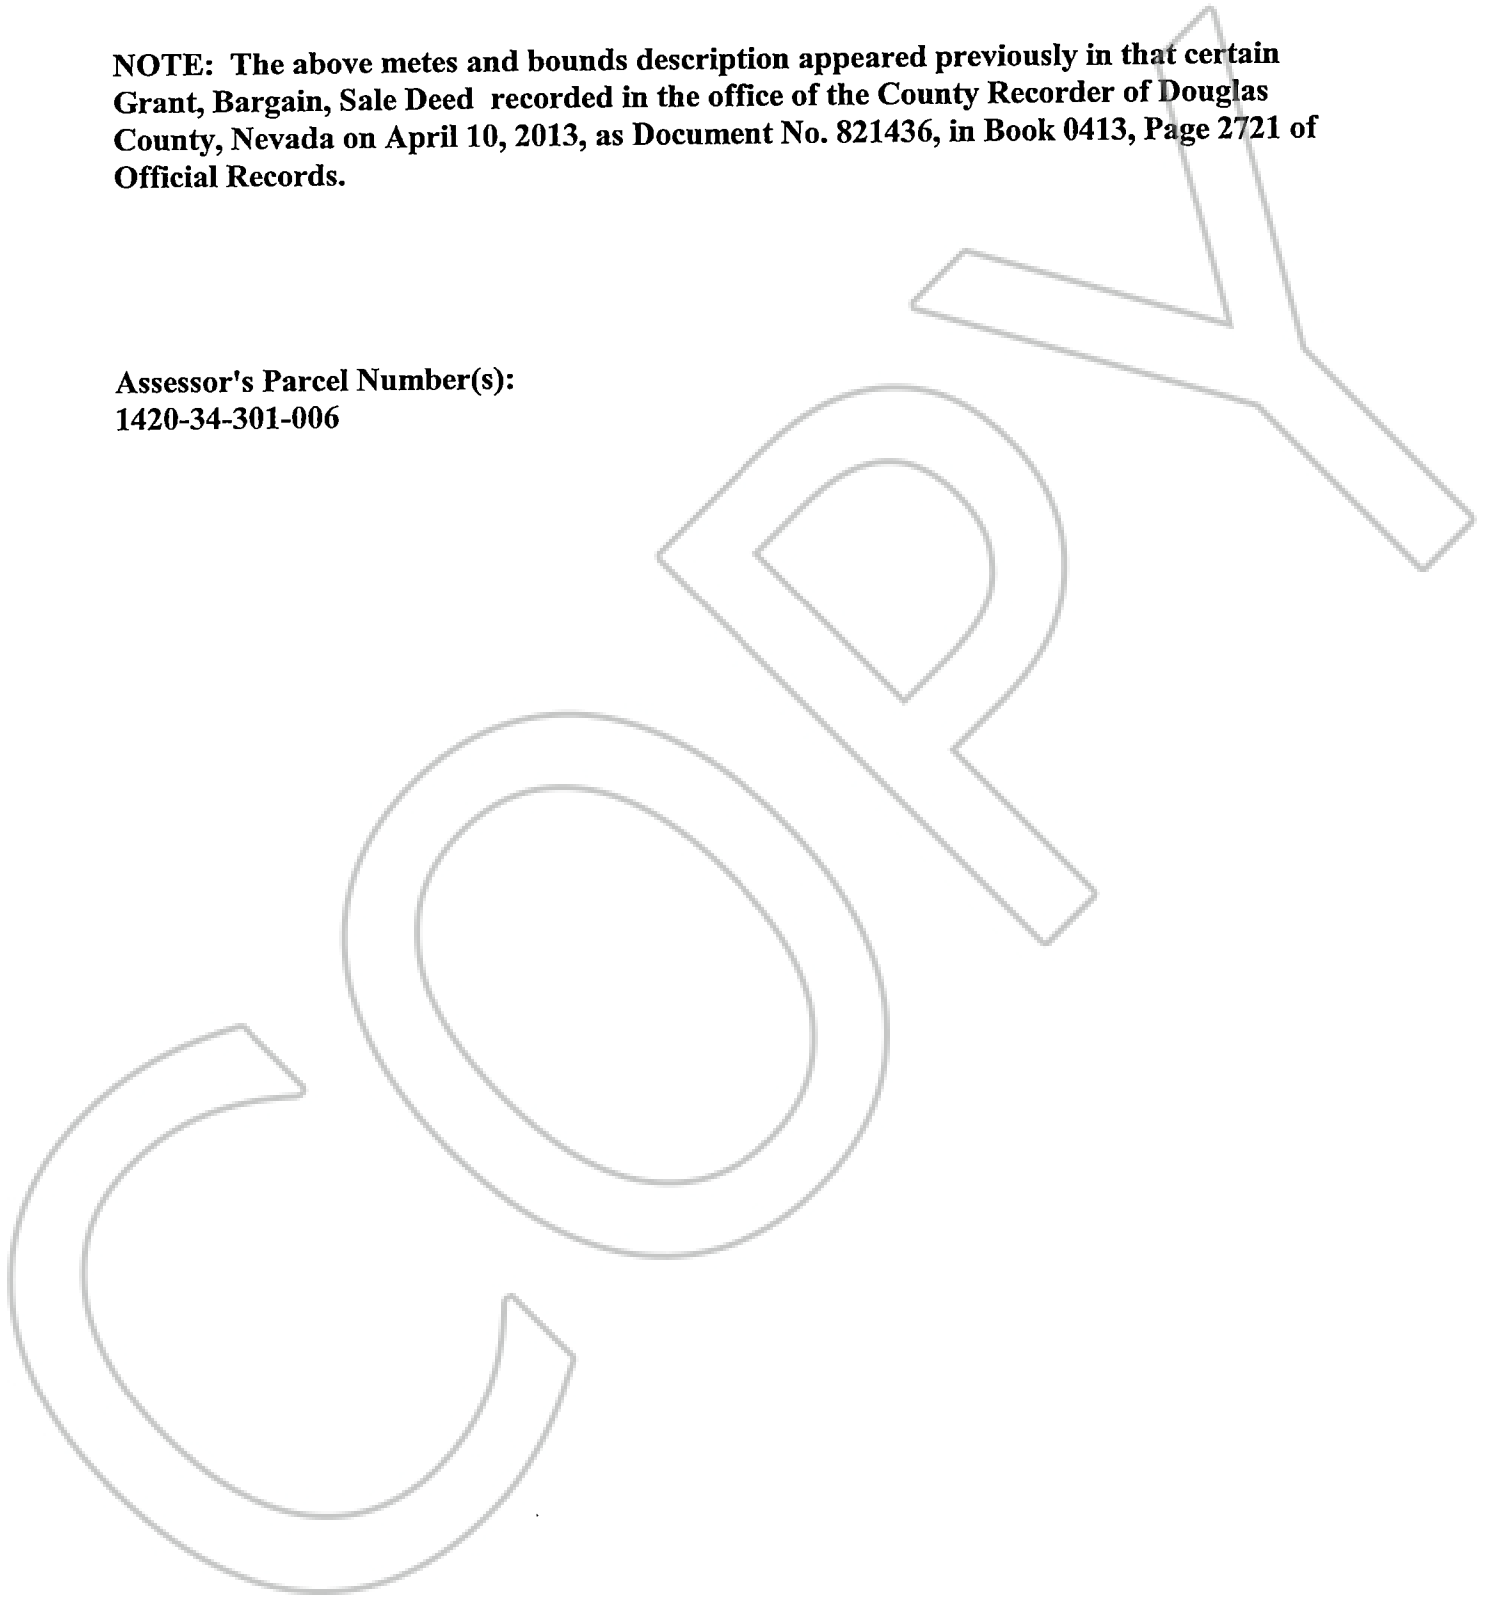 NOTE:  The above metes and bounds description appeared previously in that certain
Grant, Bargain, Sale Deed  recorded in the office of the County Recorder of Douglas
County, Nevada on April 10, 2013, as Document No. 821436, in Book 0413, Page 2721 of
Official Records.
Assessor's Parcel Number(s):
1420-34-301-006
COPY